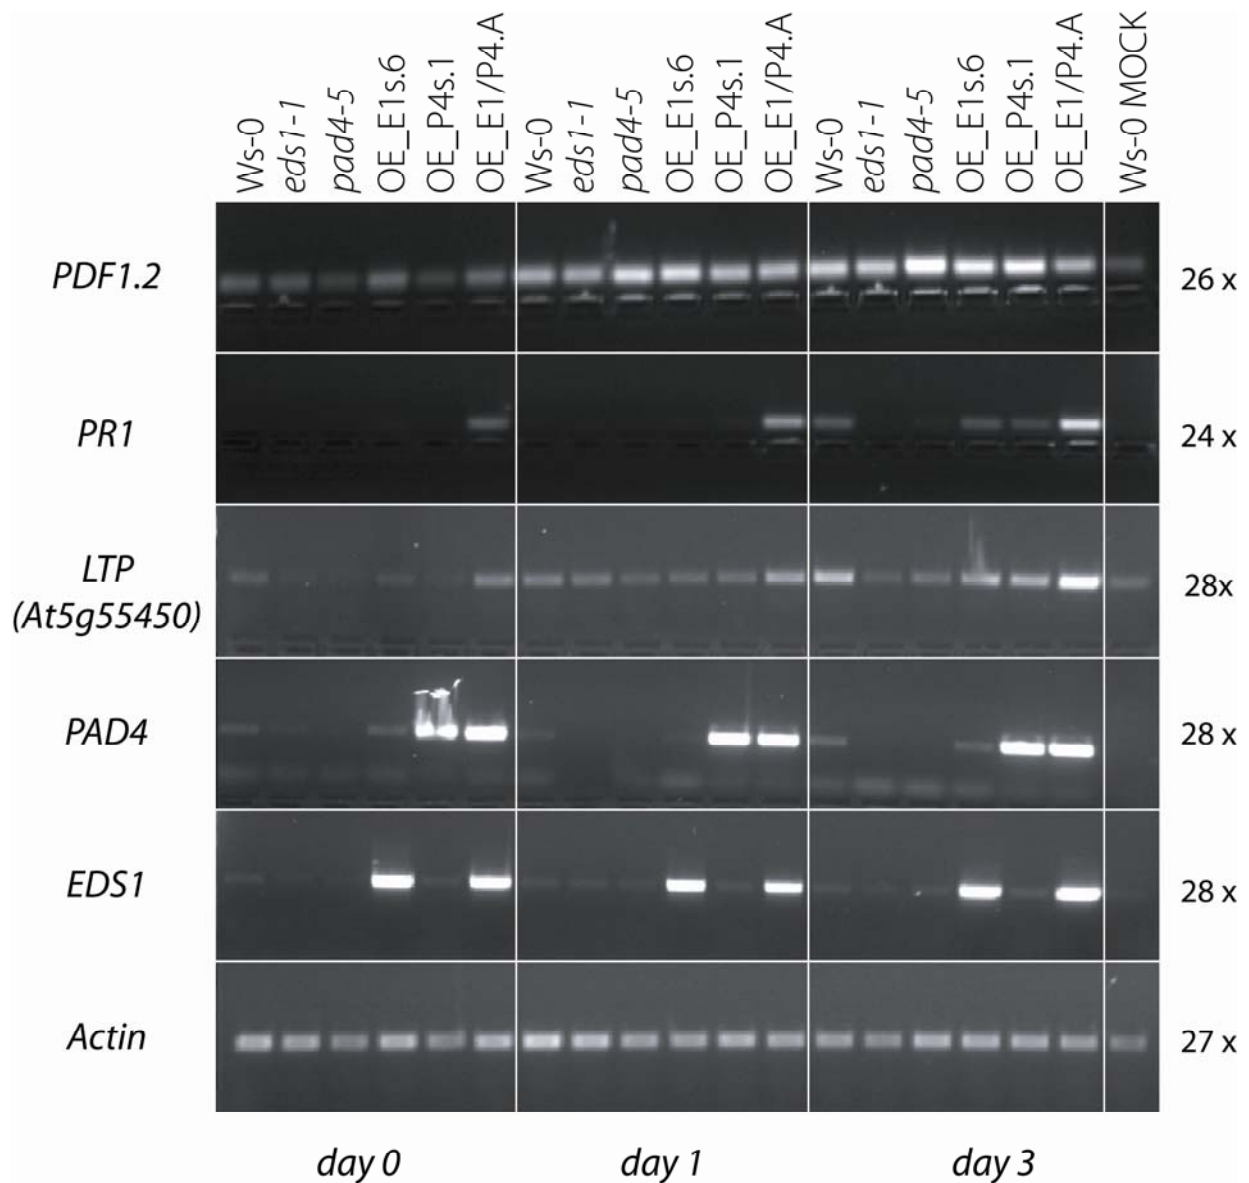 Ws-0
eds1-1
pad4-5
OE_E1s.6
OE_P4s.1
OE_E1/P4.A
Ws-0
eds1-1
pad4-5
OE_E1s.6
OE_P4s.1
OE_E1/P4.A
Ws-0
eds1-1
pad4-5
OE_E1s.6
OE_P4s.1
OE_E1/P4.A
Ws-0 MOCK
PDF1.2 26 x
PR1 24 x
LTP
(At5g55450) 28x
PAD4 28 x
EDS1 28 x
Actin 27 x
day 0 day 1 day 3